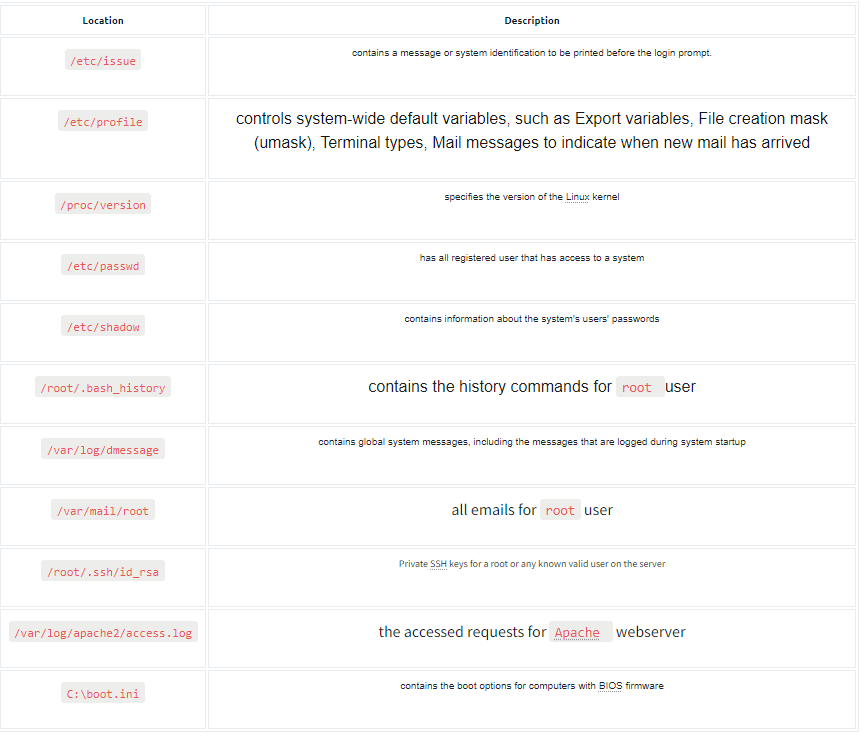 Location Description
/etc/issue contains a message or system identification to be printed before the login prompt.
/etc/profile controls system-wide default variables, such as Export variables, File creation mask
(umask), Terminal types, Mail messages to indicate when new mail has arrived
/proc/version specifies the version of the Linux kernel
/etc/passwd has all registered user that has access to a system
/etc/shadow contains information about the system's users' passwords
/root/.bash_history contains the history commands for root user
/var/log/dmessage contains global system messages, including the messages that are logged during system startup
/var/mail/root all emails for root user
/root/.ssh/id_rsa Private SSH keys for a root or any known valid user on the server
/var/log/apache2/access.log the accessed requests for Apache webserver
C:\boot.ini contains the boot options for computers with BIOS firmware